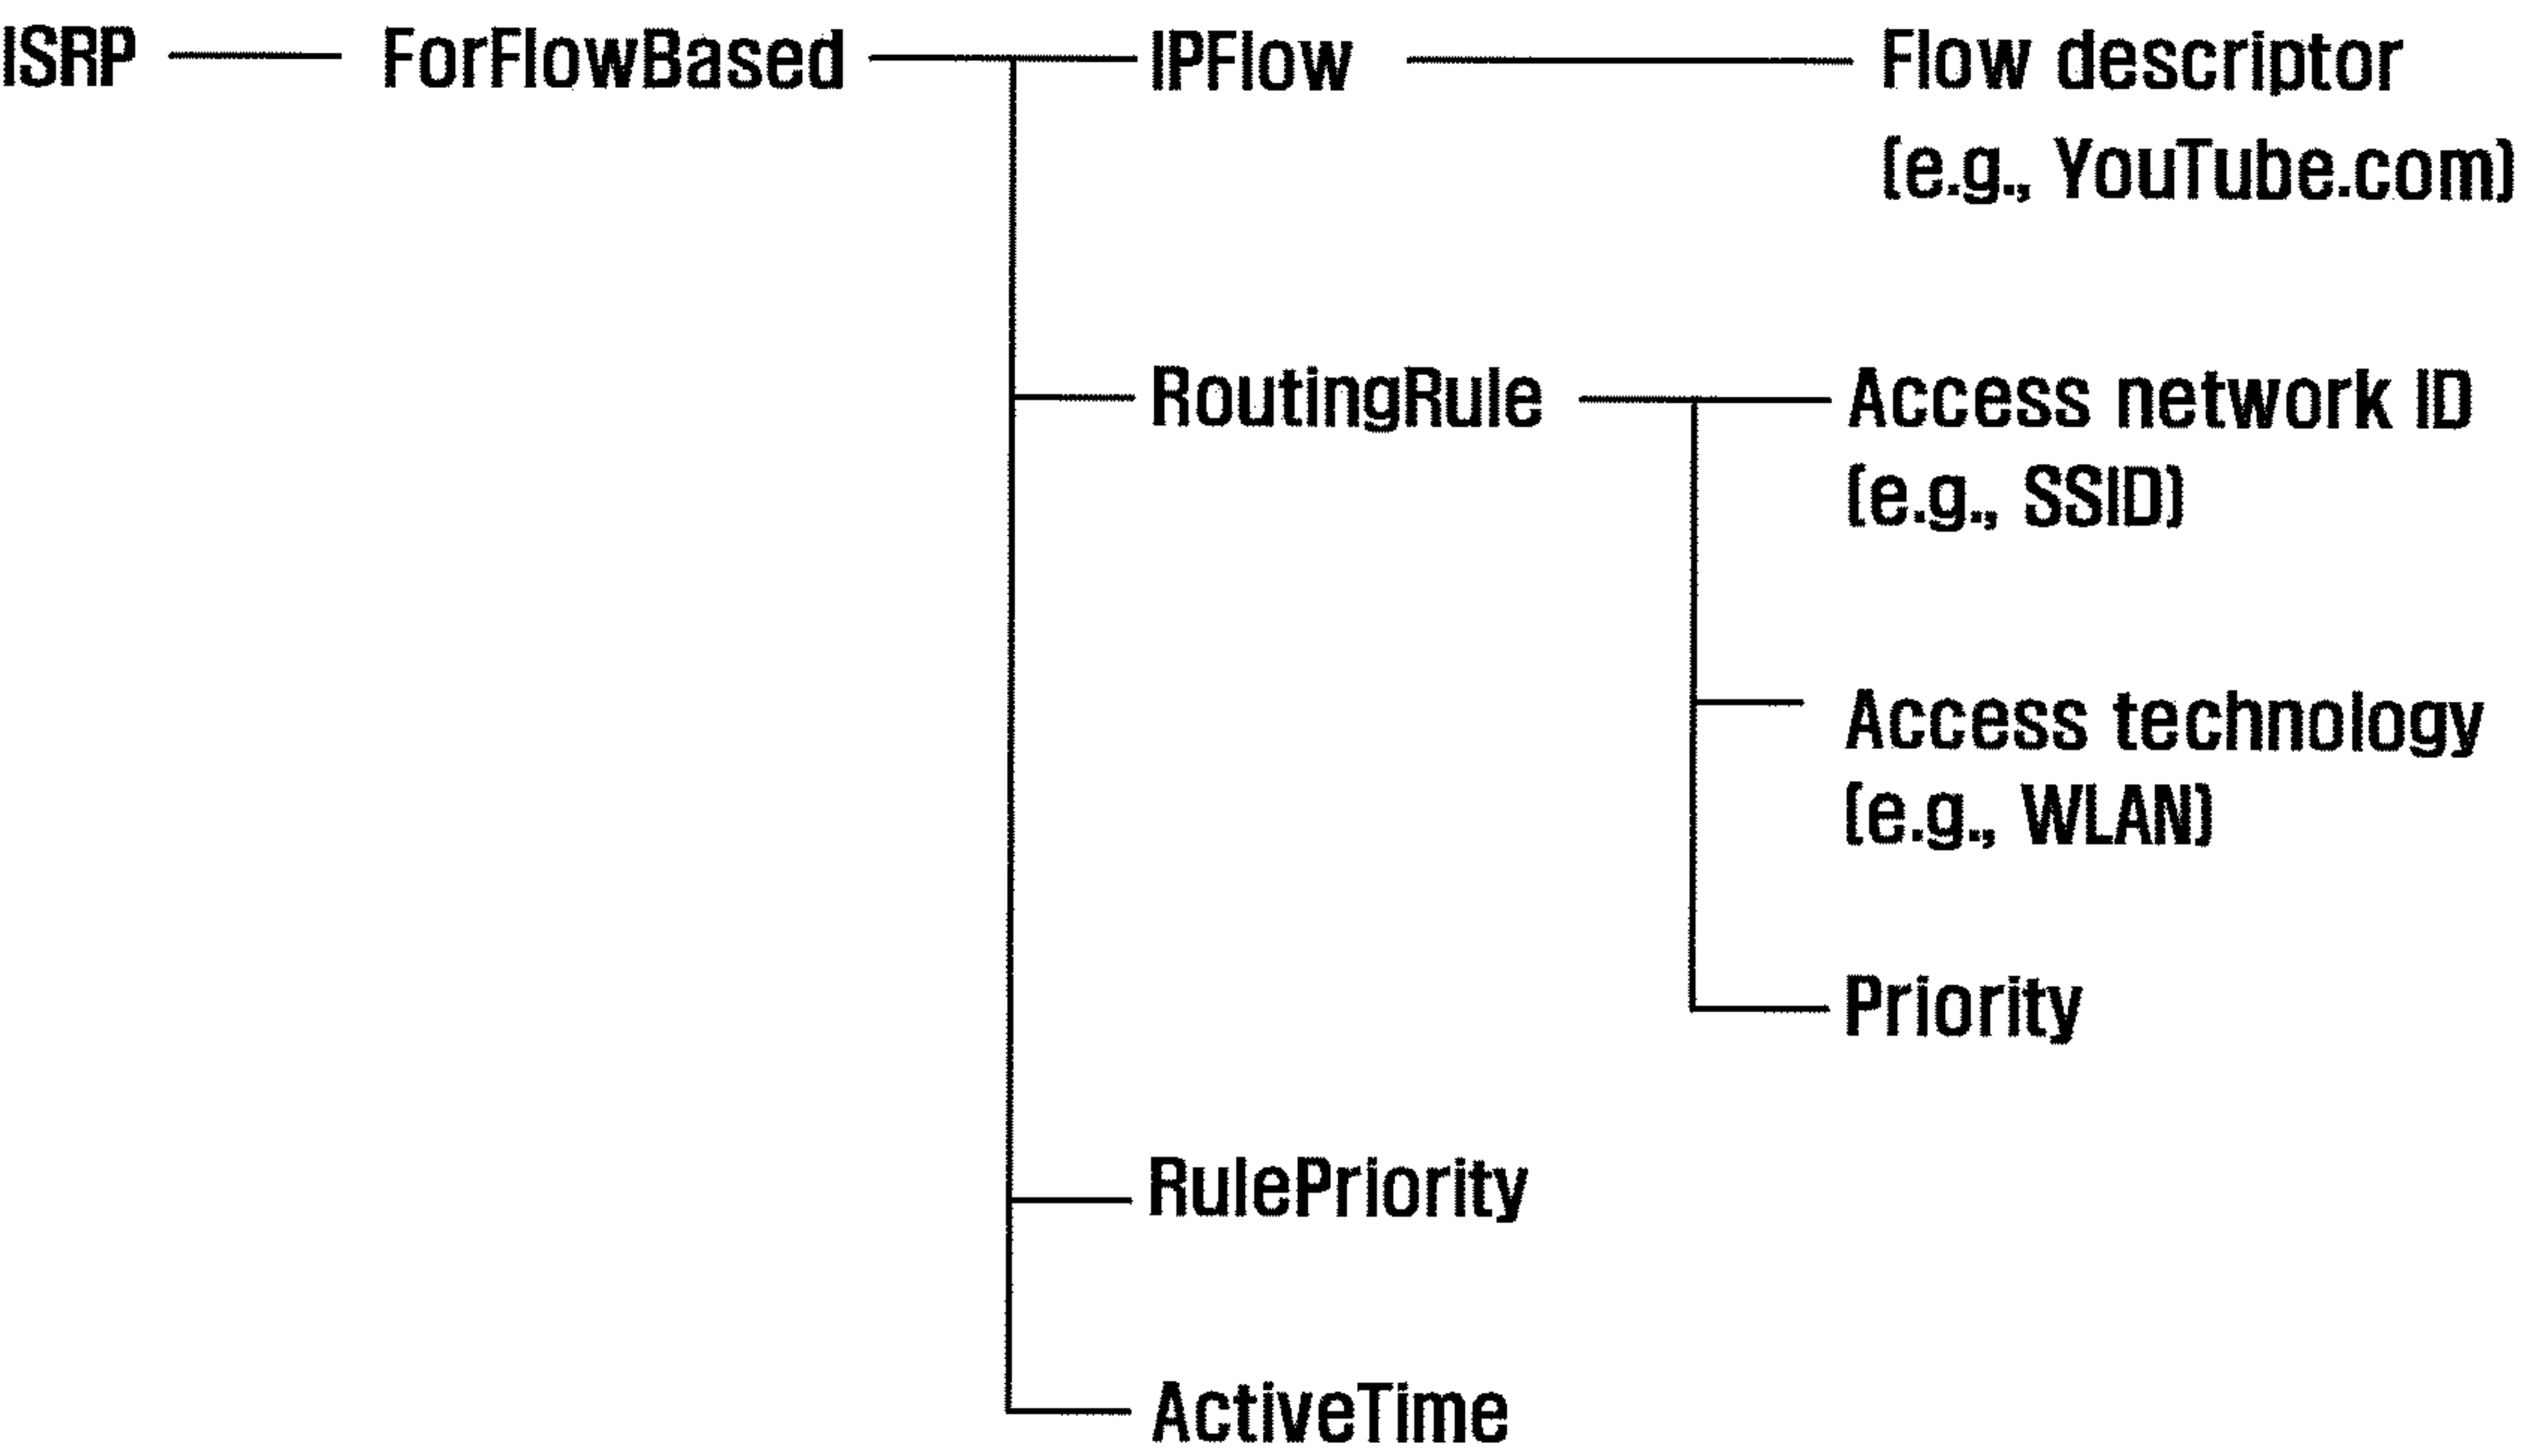 ISRP
ForFlowBased
IPFlow
Flow descriptor
(e.g., YouTube.com)
RoutingRule
Access network ID
(e.g., SSID)
Access technology
(e.g., WLAN)
Priority
RulePriority
ActiveTime